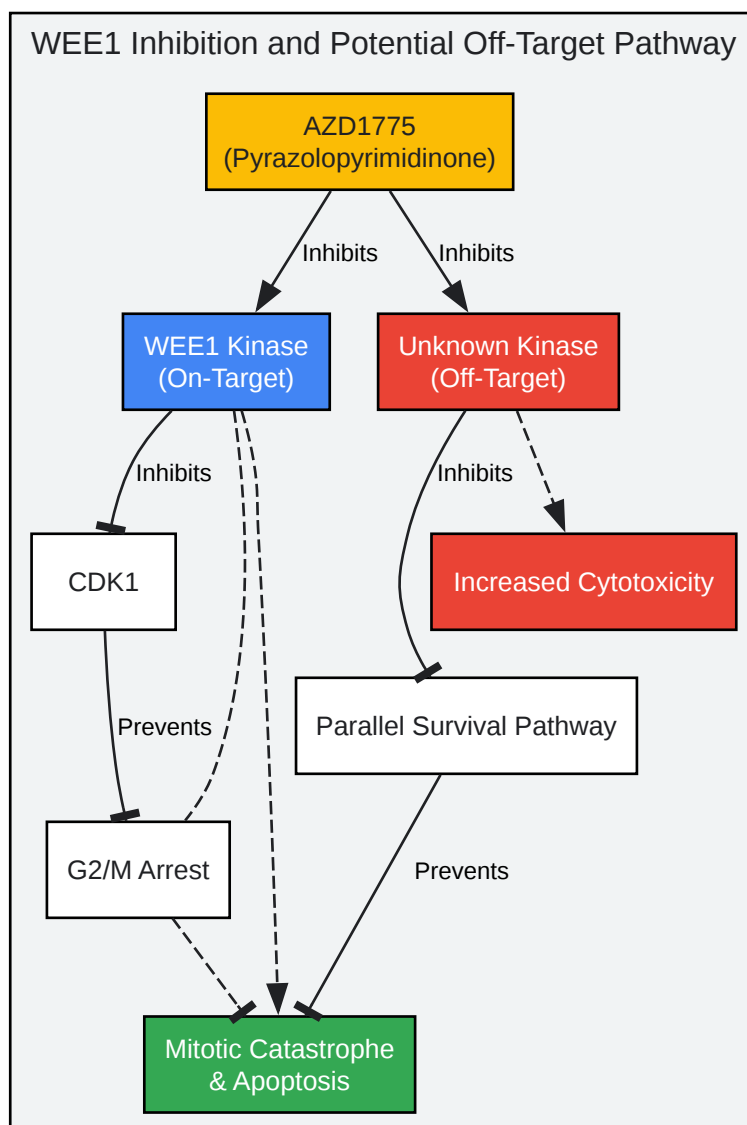 WEE1 Inhibition and Potential Off-Target Pathway
AZD1775
(Pyrazolopyrimidinone)
Inhibits
Inhibits
WEE1 Kinase
(On-Target)
Unknown Kinase
(Off-Target)
Inhibits
Inhibits
CDK1
Increased Cytotoxicity
Prevents
Parallel Survival Pathway
G2/M Arrest
Prevents
Mitotic Catastrophe
& Apoptosis